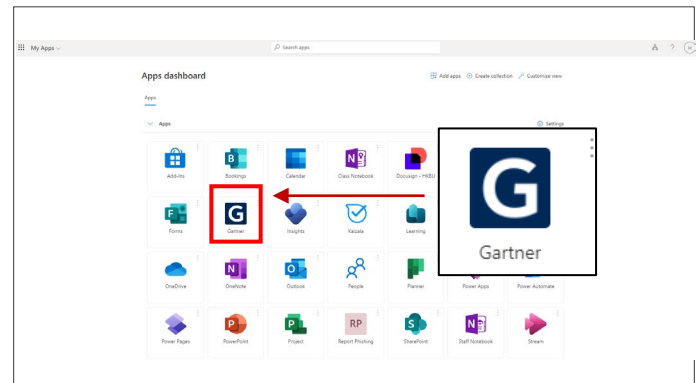 My Apps
Search apps
?
Apps dashboard
Add apps
Create collection
Customize view
Apps
Apps
Settings
Add-Ins
Bookings
Calendar
Class Notebook
Docusign - HKBU
Forms
Gartner
Insights
Kaizala
Learning
G
Gartner
OneDrive
OneNote
Outlook
People
Planner
Power Apps
Power Automate
RP
Power Pages
PowerPoint
Project
Report Phishing
SharePoint
Staff Notebook
Stream